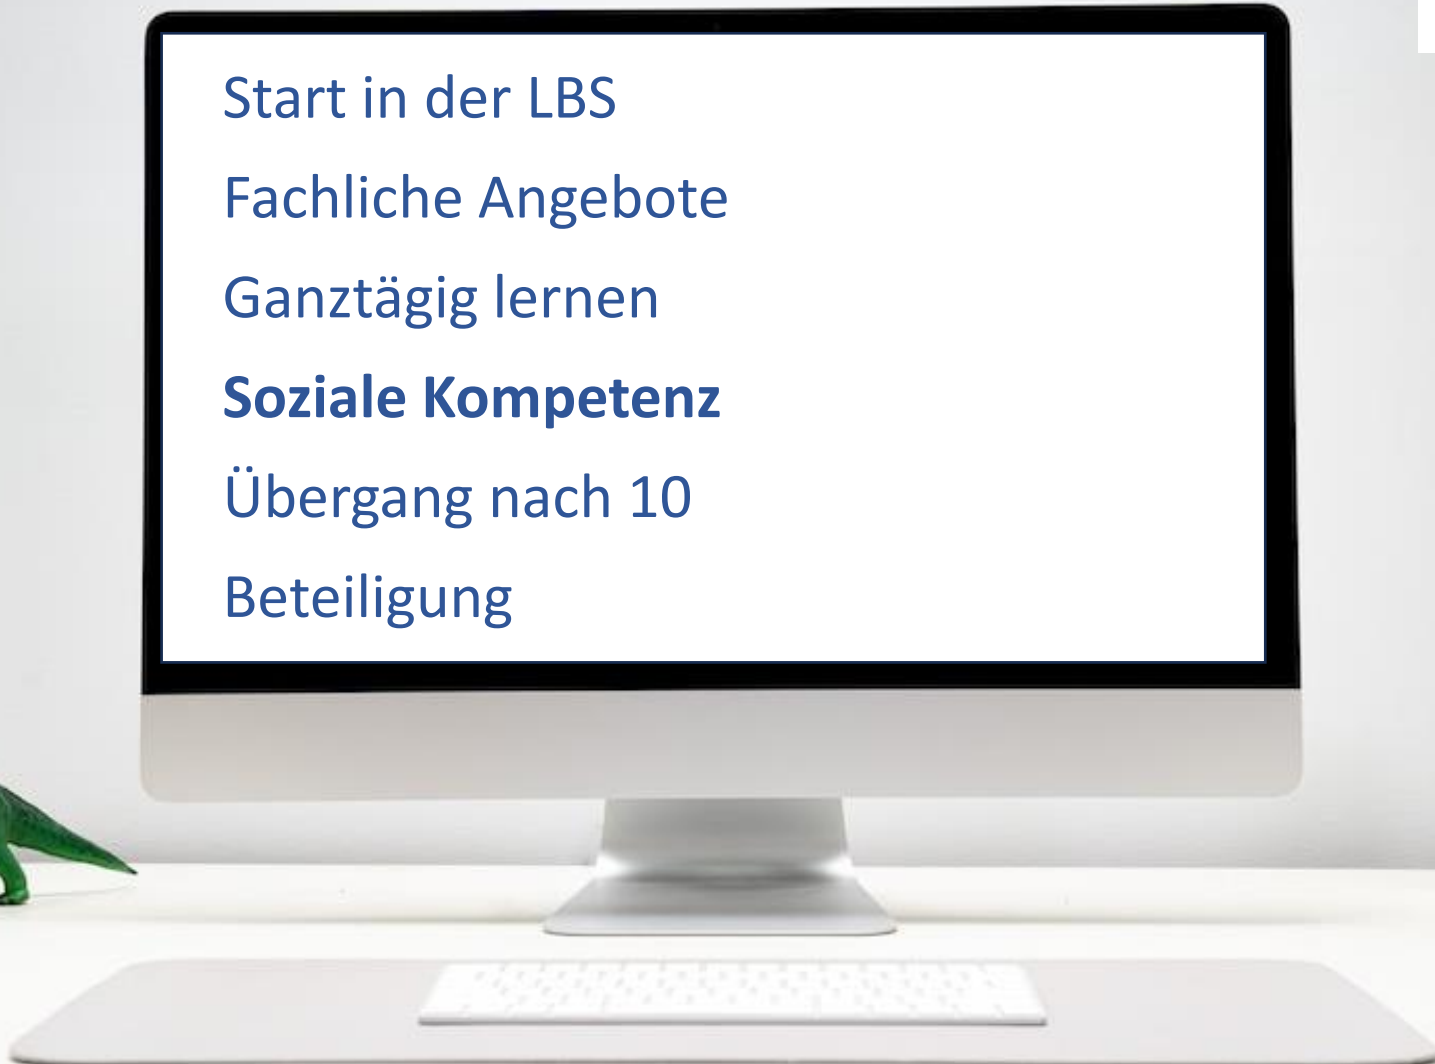 Start in der LBS
Fachliche Angebote
Ganztägig lernen
Soziale Kompetenz
Übergang nach 10
Beteiligung